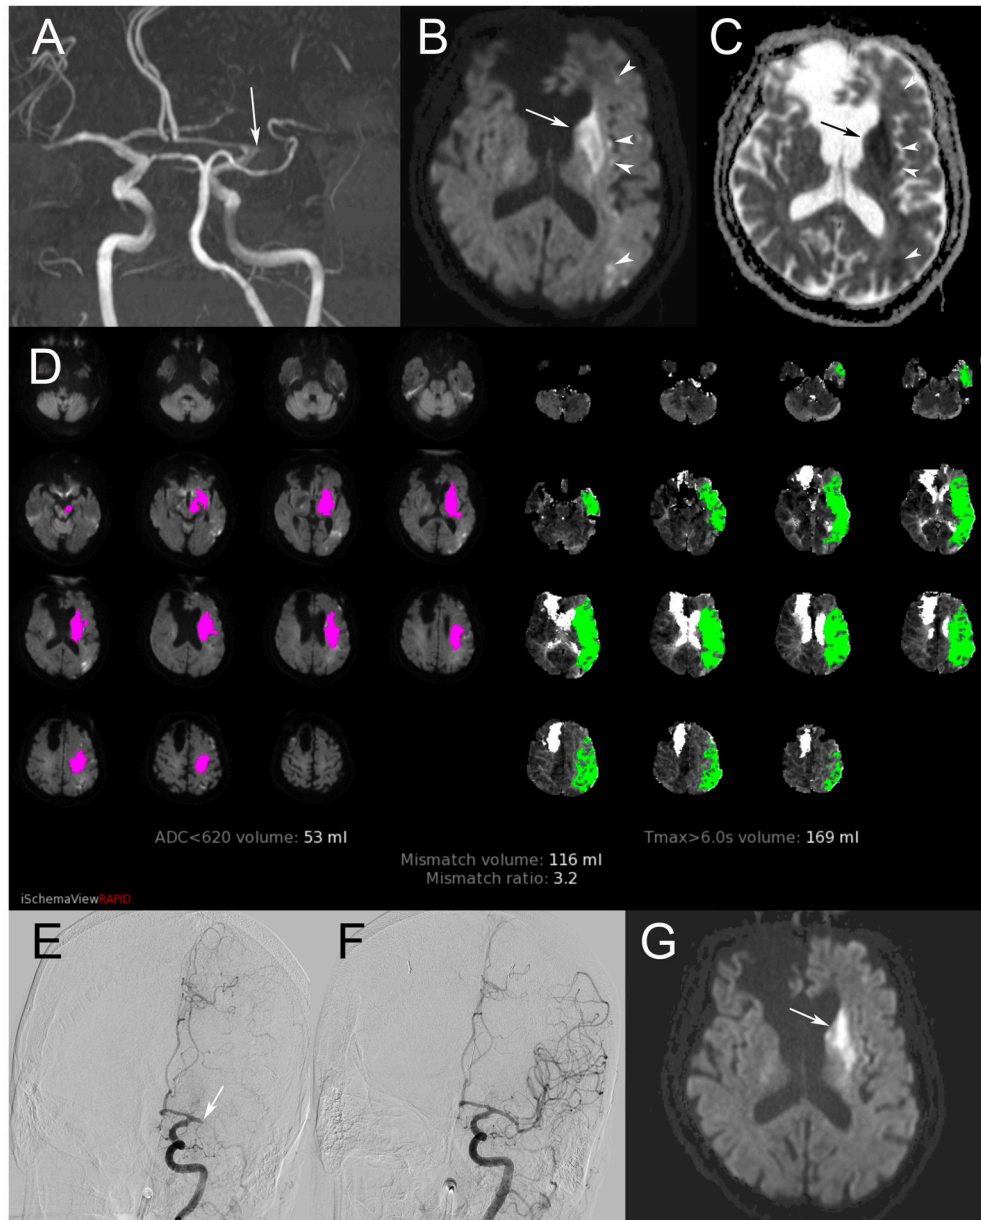 A
B
C
D
ADC<620 volume: 53 ml
Tmax>6.0s volume: 169 ml
Mismatch volume: 116 ml
Mismatch ratio: 3.2
iSchemaViewRAPID
E
F
G